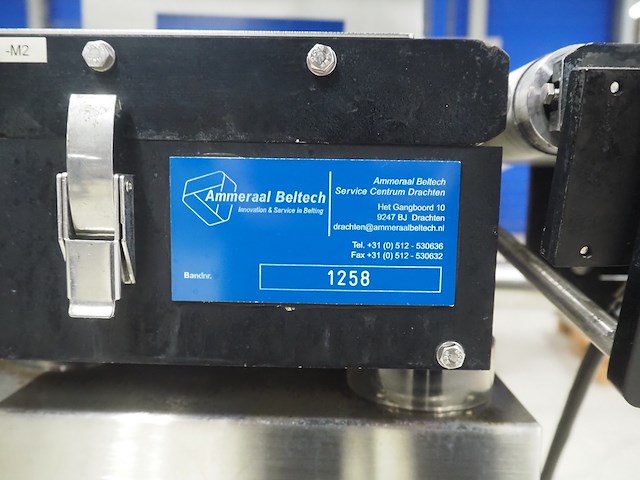 -M2
Ammeraal Beltech
Innovation & Service in Belting
Ammeraal Beltech
Service Centrum Drachten
Het Gangboord 10
9247 BJ Drachten
drachten@ammeraalbeltech.nl
Tel. +31 (0) 512 - 530636
Fax +31 (0) 512 - 530632
Bandnr.
1258